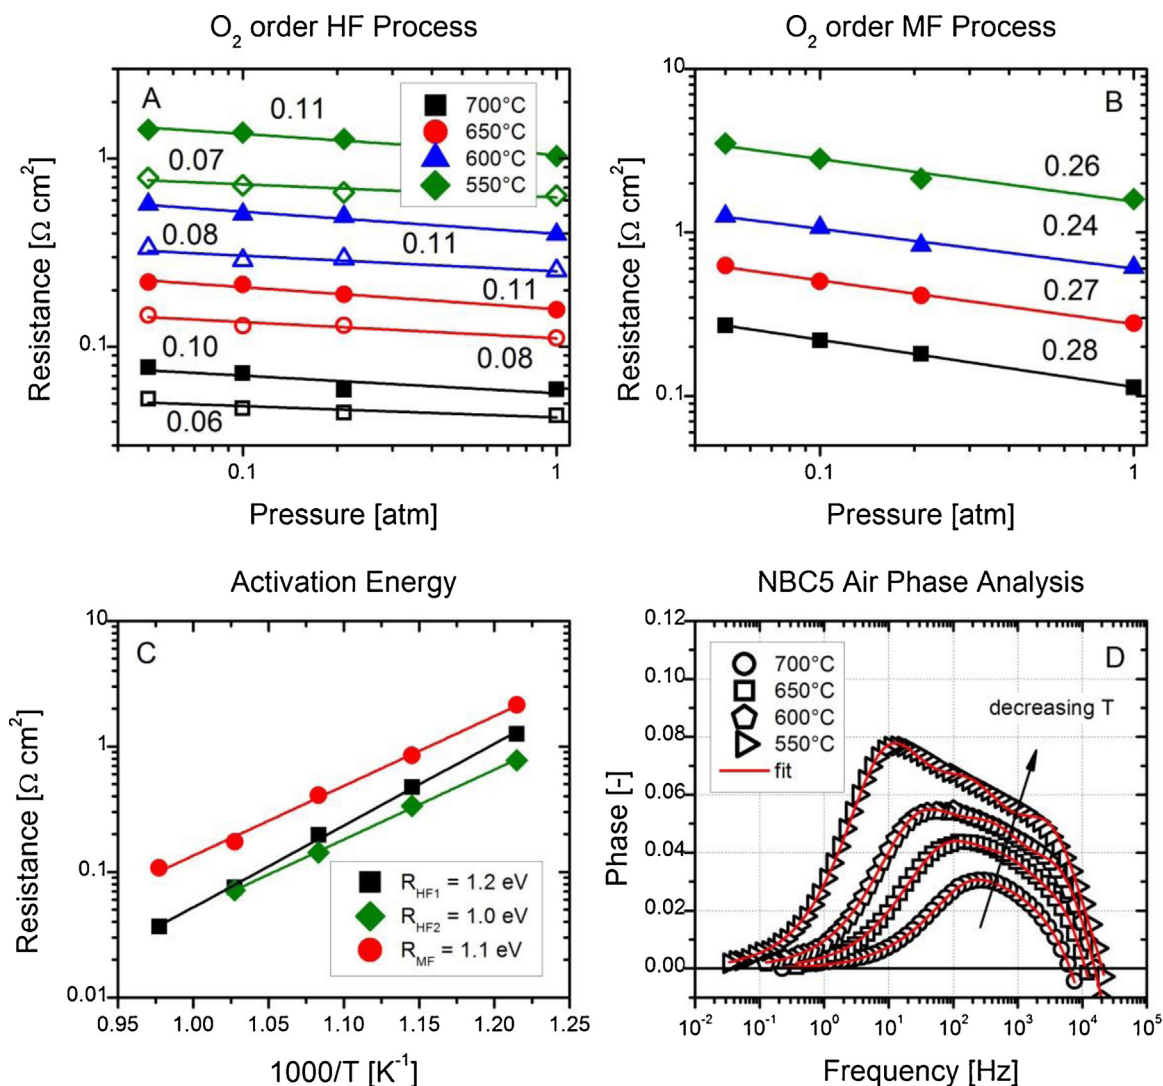 O2 order HF Process
A
0.11
700°C
650°C
600°C
550°C
0.07
0.08
0.11
0.11
0.10
0.08
0.06
1
0.1
0.1
1
Resistance [Ω cm2]
Pressure [atm]
O2 order MF Process
B
0.26
0.24
0.27
0.28
10
1
0.1
0.1
1
Resistance [Ω cm2]
Pressure [atm]
Activation Energy
C
RHF1 = 1.2 eV
RHF2 = 1.0 eV
RMF = 1.1 eV
10
1
0.1
0.01
0.95 1.00 1.05 1.10 1.15 1.20 1.25
Resistance [Ω cm2]
1000/T [K-1]
NBC5 Air Phase Analysis
D
700°C
650°C
600°C
550°C
fit
decreasing T
0.12
0.10
0.08
0.06
0.04
0.02
0.00
10-2 10-1 100 101 102 103 104 105
Phase [-]
Frequency [Hz]